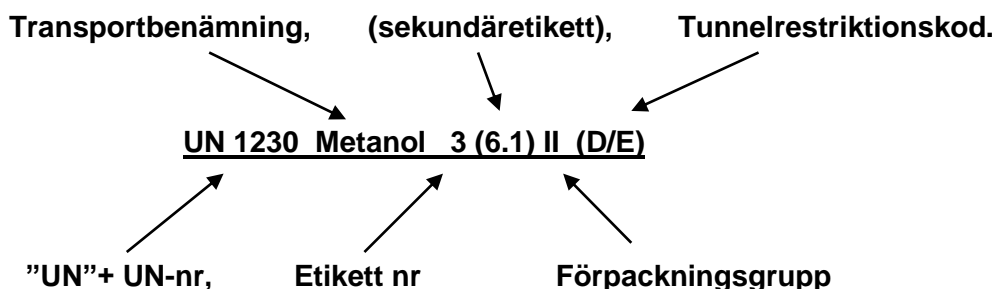 Transportbenämning, (sekundäretikett), Tunnelrestriktionskod.
UN 1230 Metanol 3 (6.1) II (D/E)
”UN”+ UN-nr, Etikett nr Förpackningsgrupp